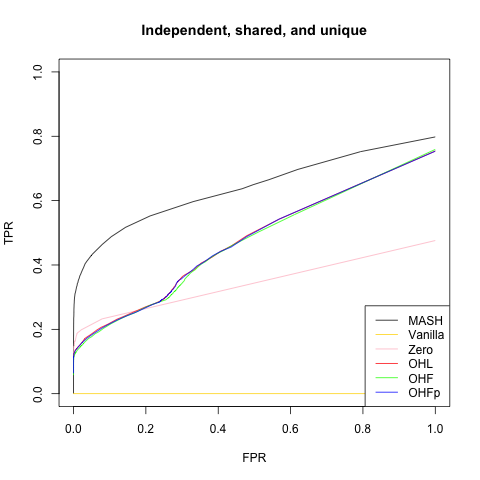 Independent, shared, and unique
TPR
1.0
0.8
0.6
0.4
0.2
0.0
MASH
Vanilla
Zero
OHL
OHF
OHFp
0.0 0.2 0.4 0.6 0.8 1.0
FPR